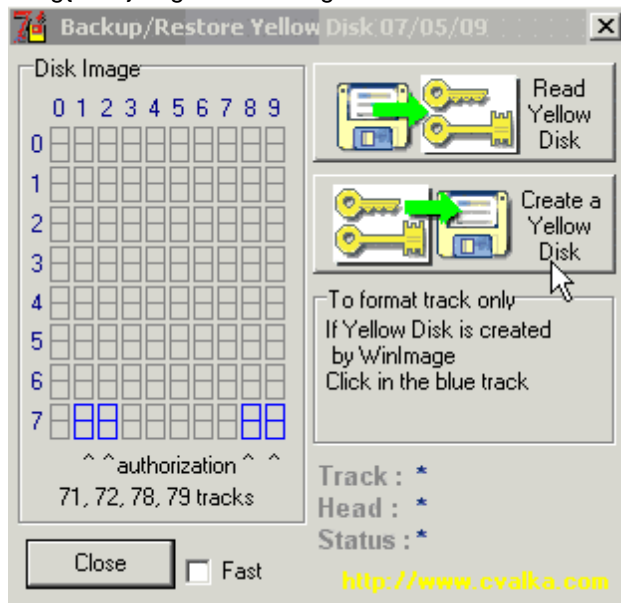 Backup/Restore Yellow Disk 07/05/09
Disk Image
0 1 2 3 4 5 6 7 8 9
0
1
2
3
4
5
6
7
^ ^authorization ^ ^
71, 72, 78, 79 tracks
Close
Fast
Read
Yellow
Disk
Create a
Yellow
Disk
To format track only
If Yellow Disk is created
by WinImage
Click in the blue track
Track : *
Head : *
Status : *
http://www.cvalka.com